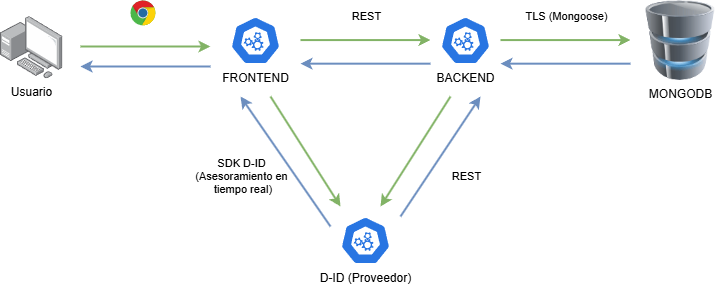 REST
TLS (Mongoose)
Usuario
FRONTEND
BACKEND
MONGODB
SDK D-ID
(Asesoramiento en
tiempo real)
REST
D-ID (Proveedor)